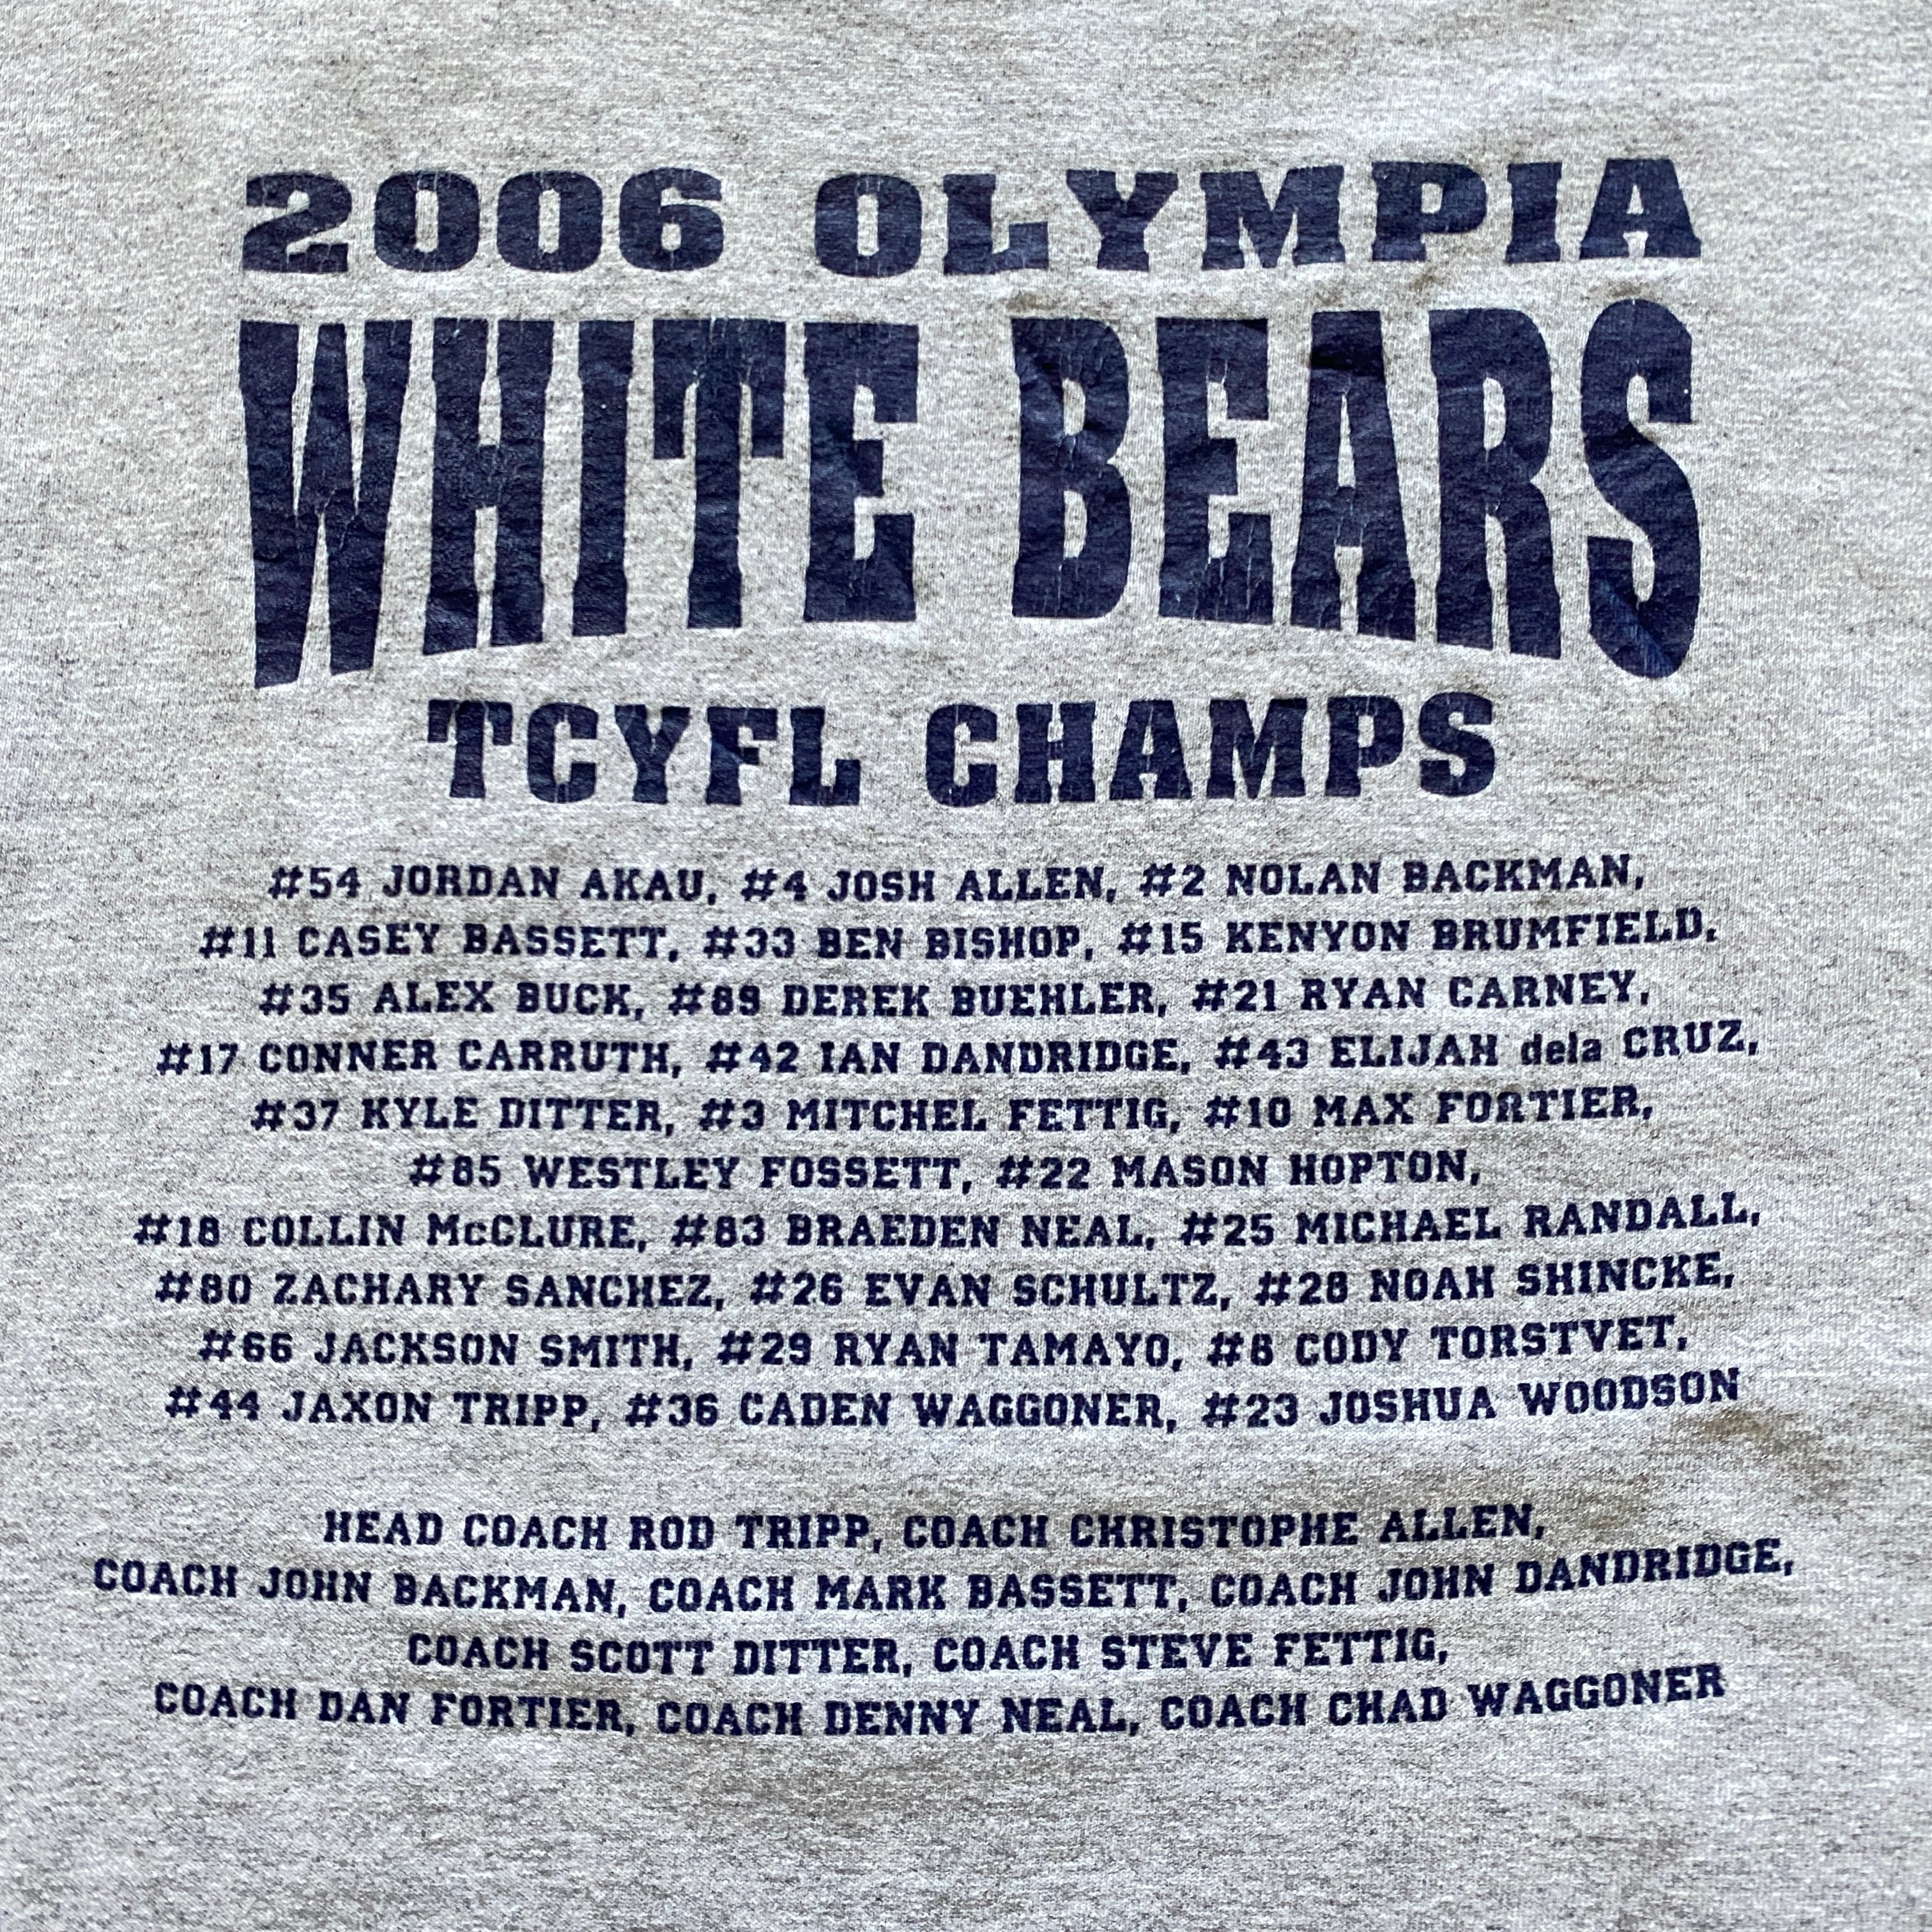 2006 OLYMPIA
WHITE BEARS
TCYFL CHAMPS
#54 JORDAN AKAU, #4 JOSH ALLEN, #2 NOLAN BACKMAN,
#11 CASEY BASSETT, #33 BEN BISHOP, #15 KENYON BRUMFIELD,
#35 ALEX BUCK, #89 DEREK BUEHLER, #21 RYAN CARNEY,
#17 CONNER CARRUTH, #42 IAN DANDRIDGE, #43 ELIJAH dela CRUZ,
#37 KYLE DITTER, #3 MITCHEL FETTIG, #10 MAX FORTIER,
#85 WESTLEY FOSSETT, #22 MASON HOPTON,
#18 COLLIN McCLURE, #83 BRAEDEN NEAL, #25 MICHAEL RANDALL,
#80 ZACHARY SANCHEZ, #26 EVAN SCHULTZ, #28 NOAH SHINCKE,
#66 JACKSON SMITH, #29 RYAN TAMAYO, #6 CODY TORSTVET,
#44 JAXON TRIPP, #36 CADEN WAGGONER, #23 JOSHUA WOODSON
HEAD COACH ROD TRIPP, COACH CHRISTOPHE ALLEN,
COACH JOHN BACKMAN, COACH MARK BASSETT, COACH JOHN DANDRIDGE,
COACH SCOTT DITTER, COACH STEVE FETTIG,
COACH DAN FORTIER, COACH DENNY NEAL, COACH CHAD WAGGONER